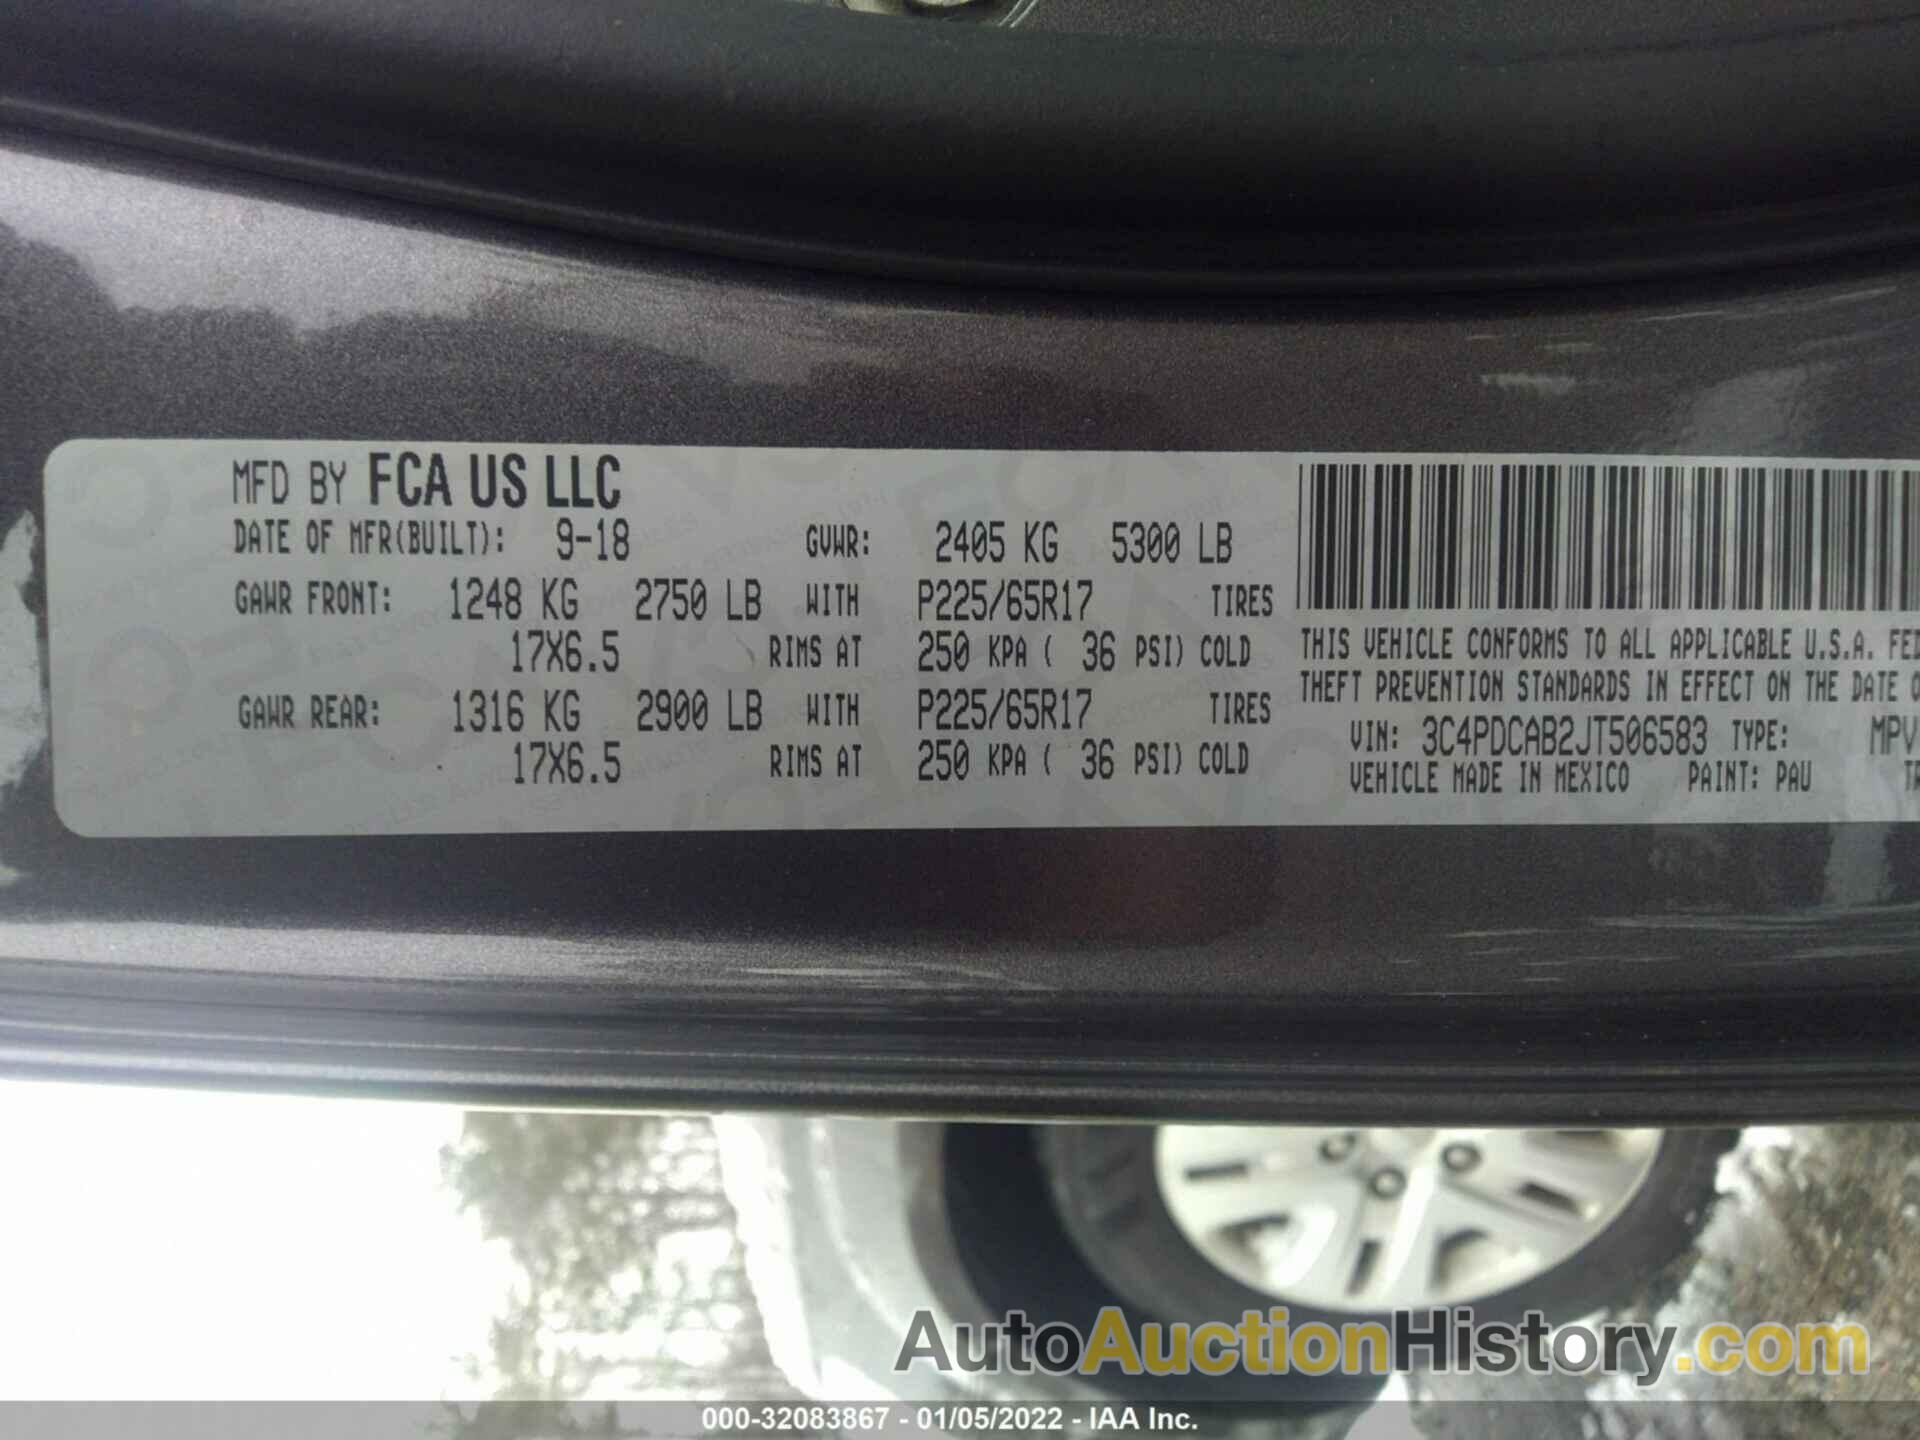 MFD BY FCA US LLC
DATE OF MFR(BUILT): 9-18 GVWR: 2405 KG 5300 LB
GAWR FRONT: 1248 KG 2750 LB WITH P225/65R17 TIRES
17X6.5 RIMS AT 250 KPA ( 36 PSI) COLD
GAWR REAR: 1316 KG 2900 LB WITH P225/65R17 TIRES
17X6.5 RIMS AT 250 KPA ( 36 PSI) COLD
THIS VEHICLE CONFORMS TO ALL APPLICABLE U.S.A. FED
THEFT PREVENTION STANDARDS IN EFFECT ON THE DATE O
VIN: 3C4PDCAB2JT506583 TYPE: MPV
VEHICLE MADE IN MEXICO PAINT: PAU
AutoAuctionHistory.com
000-32083867 - 01/05/2022 - IAA Inc.